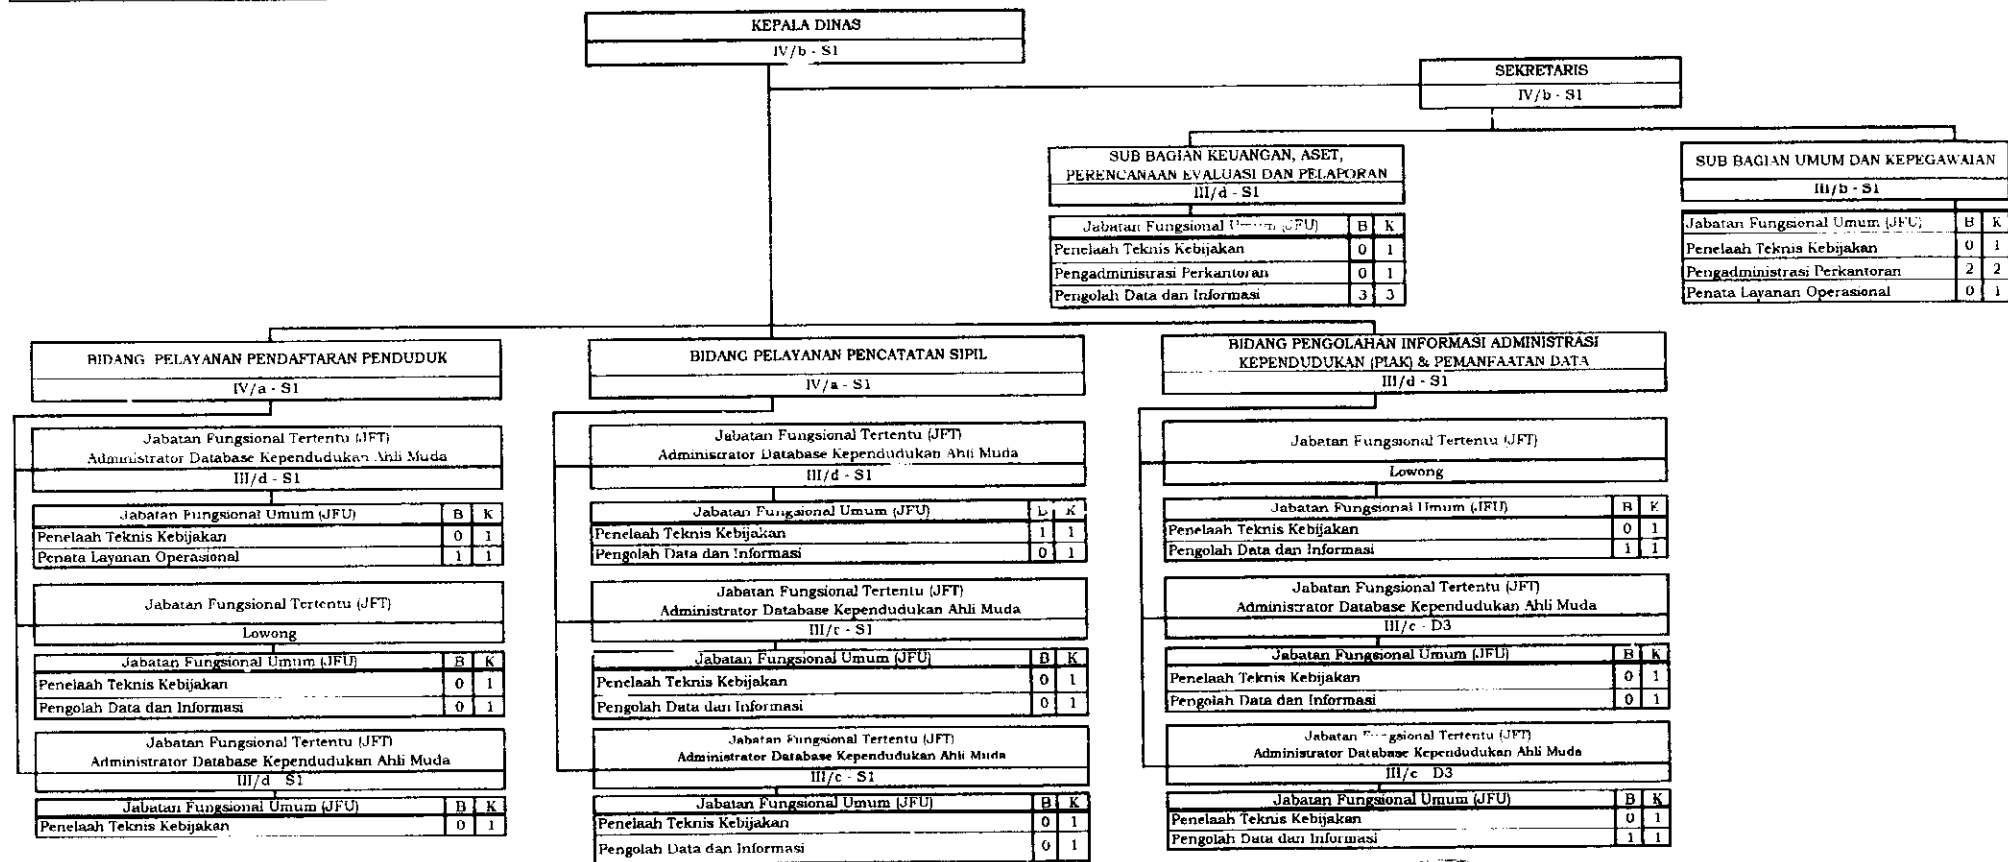 KEPALA DINAS
IV/b - S1
SEKRETARIS
IV/b - S1
SUB BAGIAN KEUANGAN, ASET,
PERENCANAAN EVALUASI DAN PELAPORAN
III/d - S1
Jabatan Fungsional Umum (JFU) B K
Penelaah Teknis Kebijakan 0 1
Pengadministrasi Perkantoran 0 1
Pengolah Data dan Informasi 3 3
SUB BAGIAN UMUM DAN KEPEGAWAIAN
III/b - S1
Jabatan Fungsional Umum (JFU) B K
Penelaah Teknis Kebijakan 0 1
Pengadministrasi Perkantoran 2 2
Penata Layanan Operasional 0 1
BIDANG PELAYANAN PENDAFTARAN PENDUDUK
IV/a - S1
Jabatan Fungsional Tertentu (JFT)
Administrator Database Kependudukan Ahli Muda
III/d - S1
Jabatan Fungsional Umum (JFU) B K
Penelaah Teknis Kebijakan 0 1
Penata Layanan Operasional 1 1
Jabatan Fungsional Tertentu (JFT)
Lowong
Jabatan Fungsional Umum (JFU) B K
Penelaah Teknis Kebijakan 0 1
Pengolah Data dan Informasi 0 1
Jabatan Fungsional Tertentu (JFT)
Administrator Database Kependudukan Ahli Muda
III/d S1
Jabatan Fungsional Umum (JFU) B K
Penelaah Teknis Kebijakan 0 1
BIDANG PELAYANAN PENCATATAN SIPIL
IV/a - S1
Jabatan Fungsional Tertentu (JFT)
Administrator Database Kependudukan Ahli Muda
III/d - S1
Jabatan Fungsional Umum (JFU) B K
Penelaah Teknis Kebijakan 1 1
Pengolah Data dan Informasi 0 1
Jabatan Fungsional Tertentu (JFT)
Administrator Database Kependudukan Ahli Muda
III/c - S1
Jabatan Fungsional Umum (JFU) B K
Penelaah Teknis Kebijakan 0 1
Pengolah Data dan Informasi 0 1
Jabatan Fungsional Tertentu (JFT)
Administrator Database Kependudukan Ahli Muda
III/c - S1
Jabatan Fungsional Umum (JFU) B K
Penelaah Teknis Kebijakan 0 1
Pengolah Data dan Informasi 0 1
BIDANG PENGOLAHAN INFORMASI ADMINISTRASI
KEPENDUDUKAN (PIAK) & PEMANFAATAN DATA
III/d - S1
Jabatan Fungsional Tertentu (JFT)
Lowong
Jabatan Fungsional Umum (JFU) B K
Penelaah Teknis Kebijakan 0 1
Pengolah Data dan Informasi 1 1
Jabatan Fungsional Tertentu (JFT)
Administrator Database Kependudukan Ahli Muda
III/c - D3
Jabatan Fungsional Umum (JFU) B K
Penelaah Teknis Kebijakan 0 1
Pengolah Data dan Informasi 0 1
Jabatan Fungsional Tertentu (JFT)
Administrator Database Kependudukan Ahli Muda
III/c D3
Jabatan Fungsional Umum (JFU) B K
Penelaah Teknis Kebijakan 0 1
Pengolah Data dan Informasi 1 1